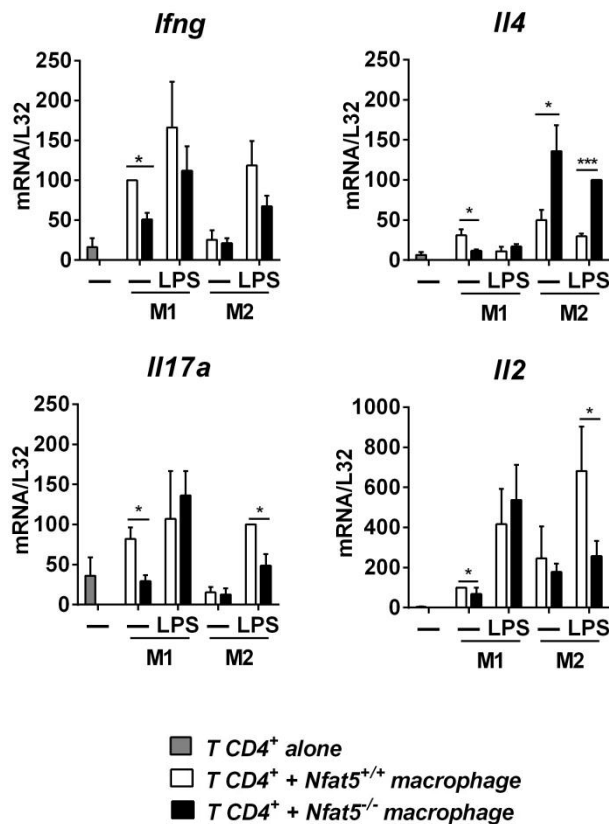 Ifng
mRNA/L32
250
200
150
100
50
0
*
— — LPS — LPS
M1 M2
Il4
mRNA/L32
250
200
150
100
50
0
*
*
***
— — LPS — LPS
M1 M2
Il17a
mRNA/L32
250
200
150
100
50
0
*
*
— — LPS — LPS
M1 M2
Il2
mRNA/L32
1000
800
600
400
200
0
*
*
— — LPS — LPS
M1 M2
T CD4+ alone
T CD4+ + Nfat5+/+ macrophage
T CD4+ + Nfat5-/- macrophage